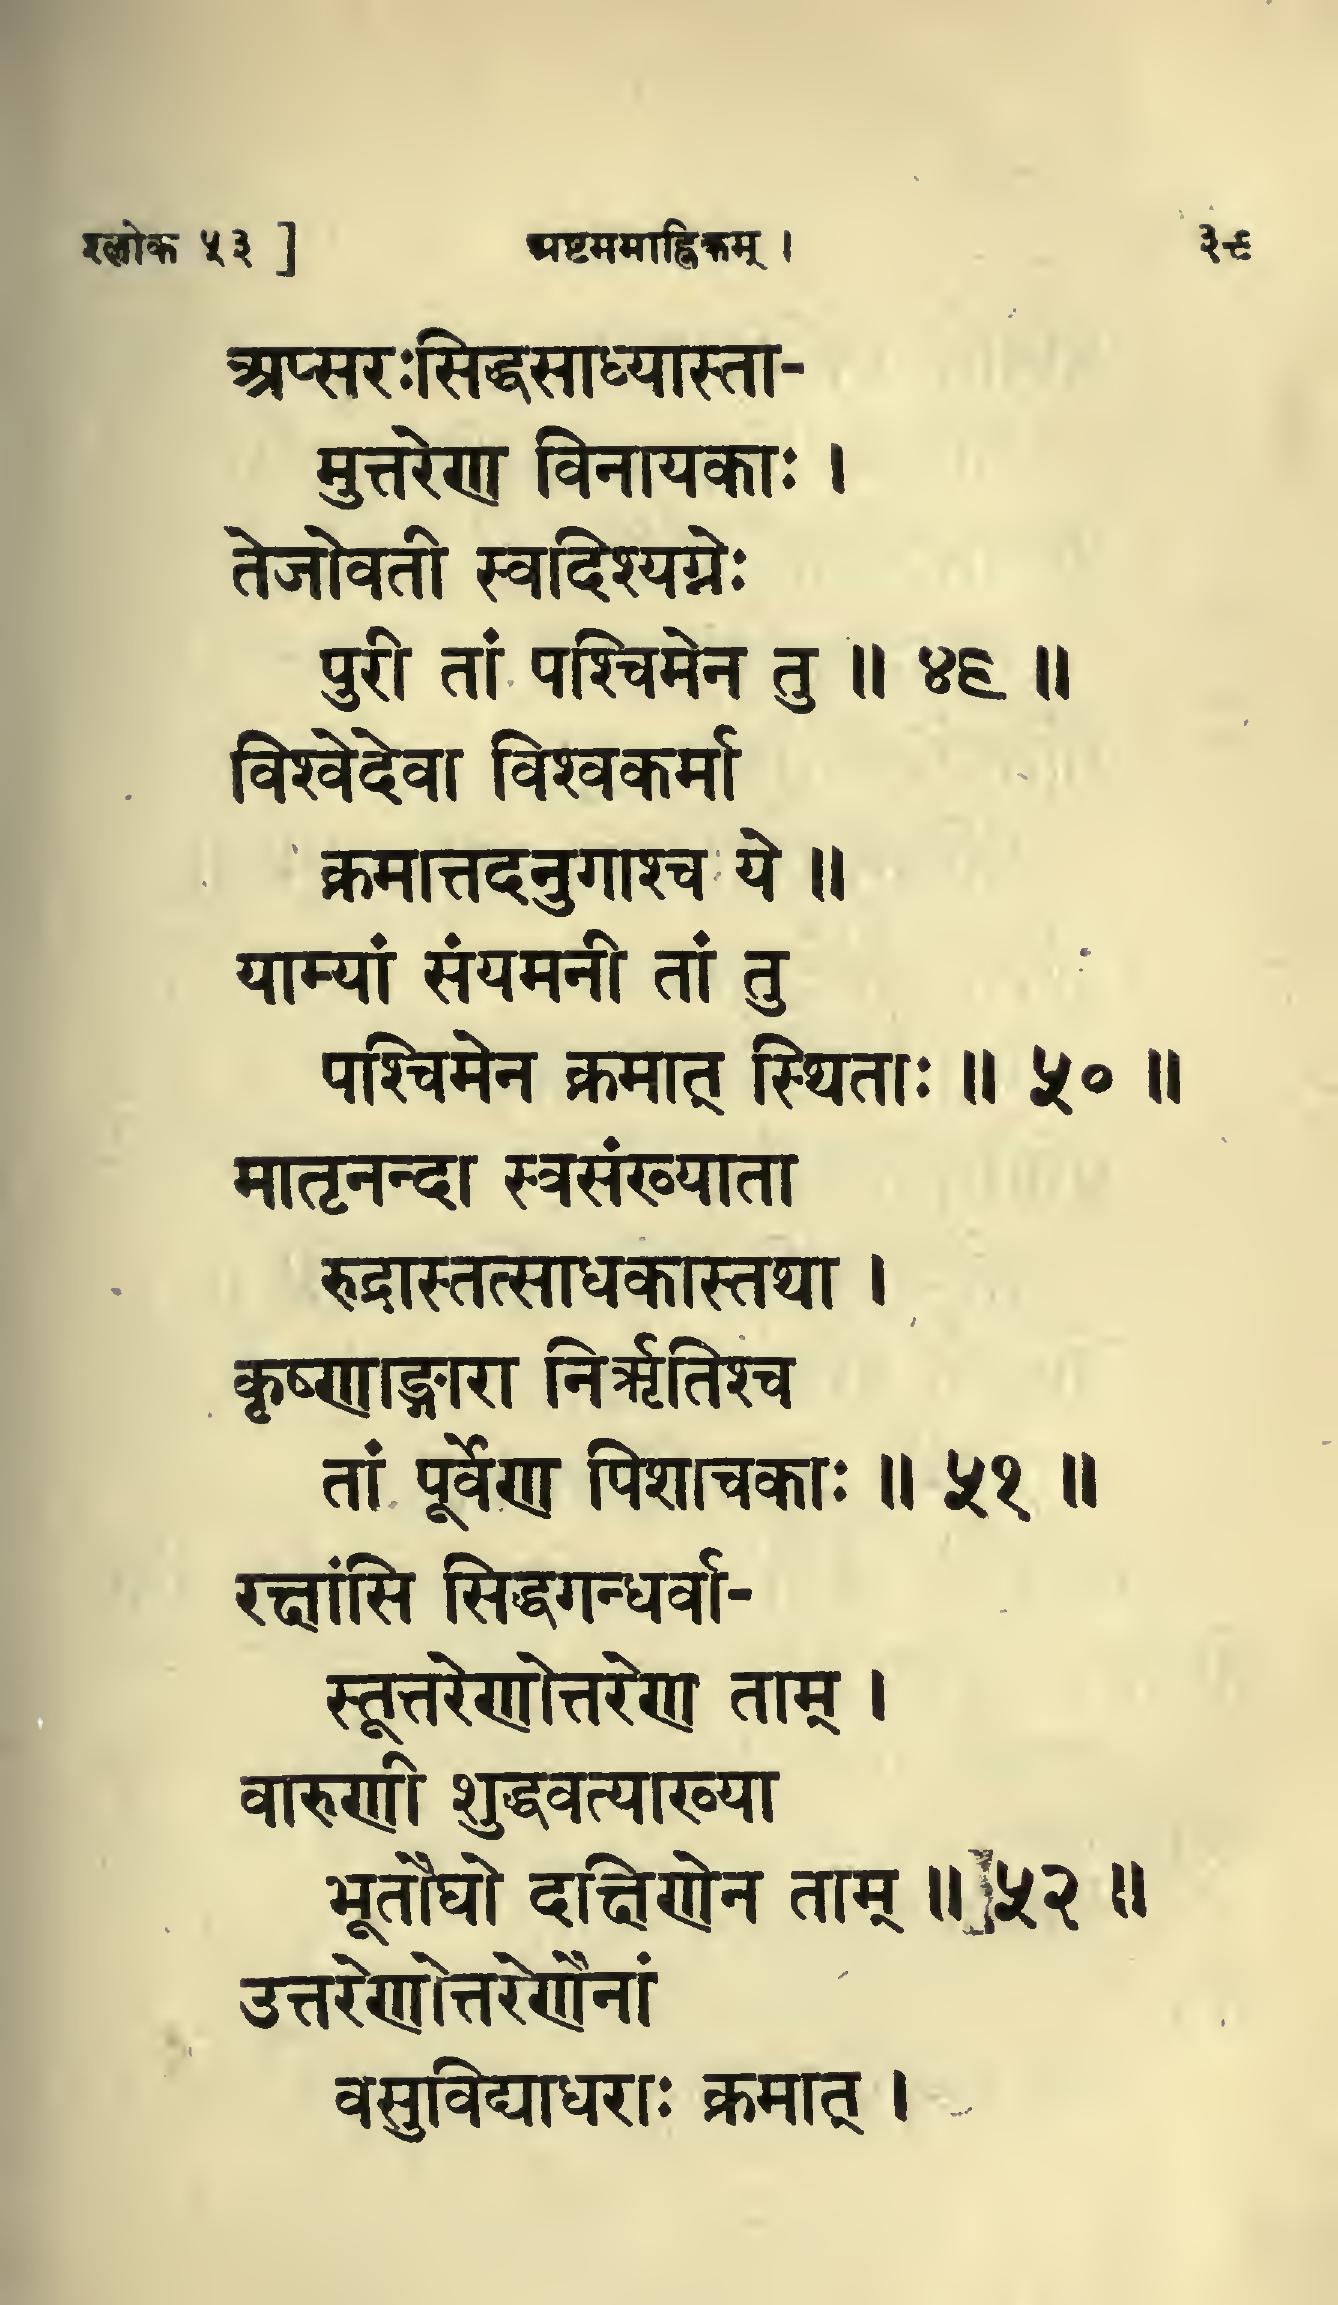 श्लोक ५३ ] अष्टममाह्निकम् । ३९
अप्सरःसिद्धसाध्यास्ता-
मुत्तरेण विनायकाः ।
तेजोवती स्वदिश्यग्नेः
पुरी तां पश्चिमेन तु ॥ ४९ ॥
विश्वेदेवा विश्वकर्मा
क्रमात्तदनुगाश्च ये ॥
याम्यां संयमनी तां तु
पश्चिमेन क्रमात् स्थिताः ॥ ५० ॥
मातृनन्दा स्वसंख्याता
रुद्रास्तत्साधकास्तथा ।
कृष्णाङ्गारा निर्ऋतिश्च
तां पूर्वेण पिशाचकाः ॥ ५१ ॥
रक्षांसि सिद्धगन्धर्वा-
स्तूत्तरेणोत्तरेण ताम् ।
वारुणी शुद्धवत्याख्या
भूतौघो दक्षिणेन ताम् ॥ ५२ ॥
उत्तरेणोत्तरेणैनां
वसुविद्याधराः क्रमात् ।